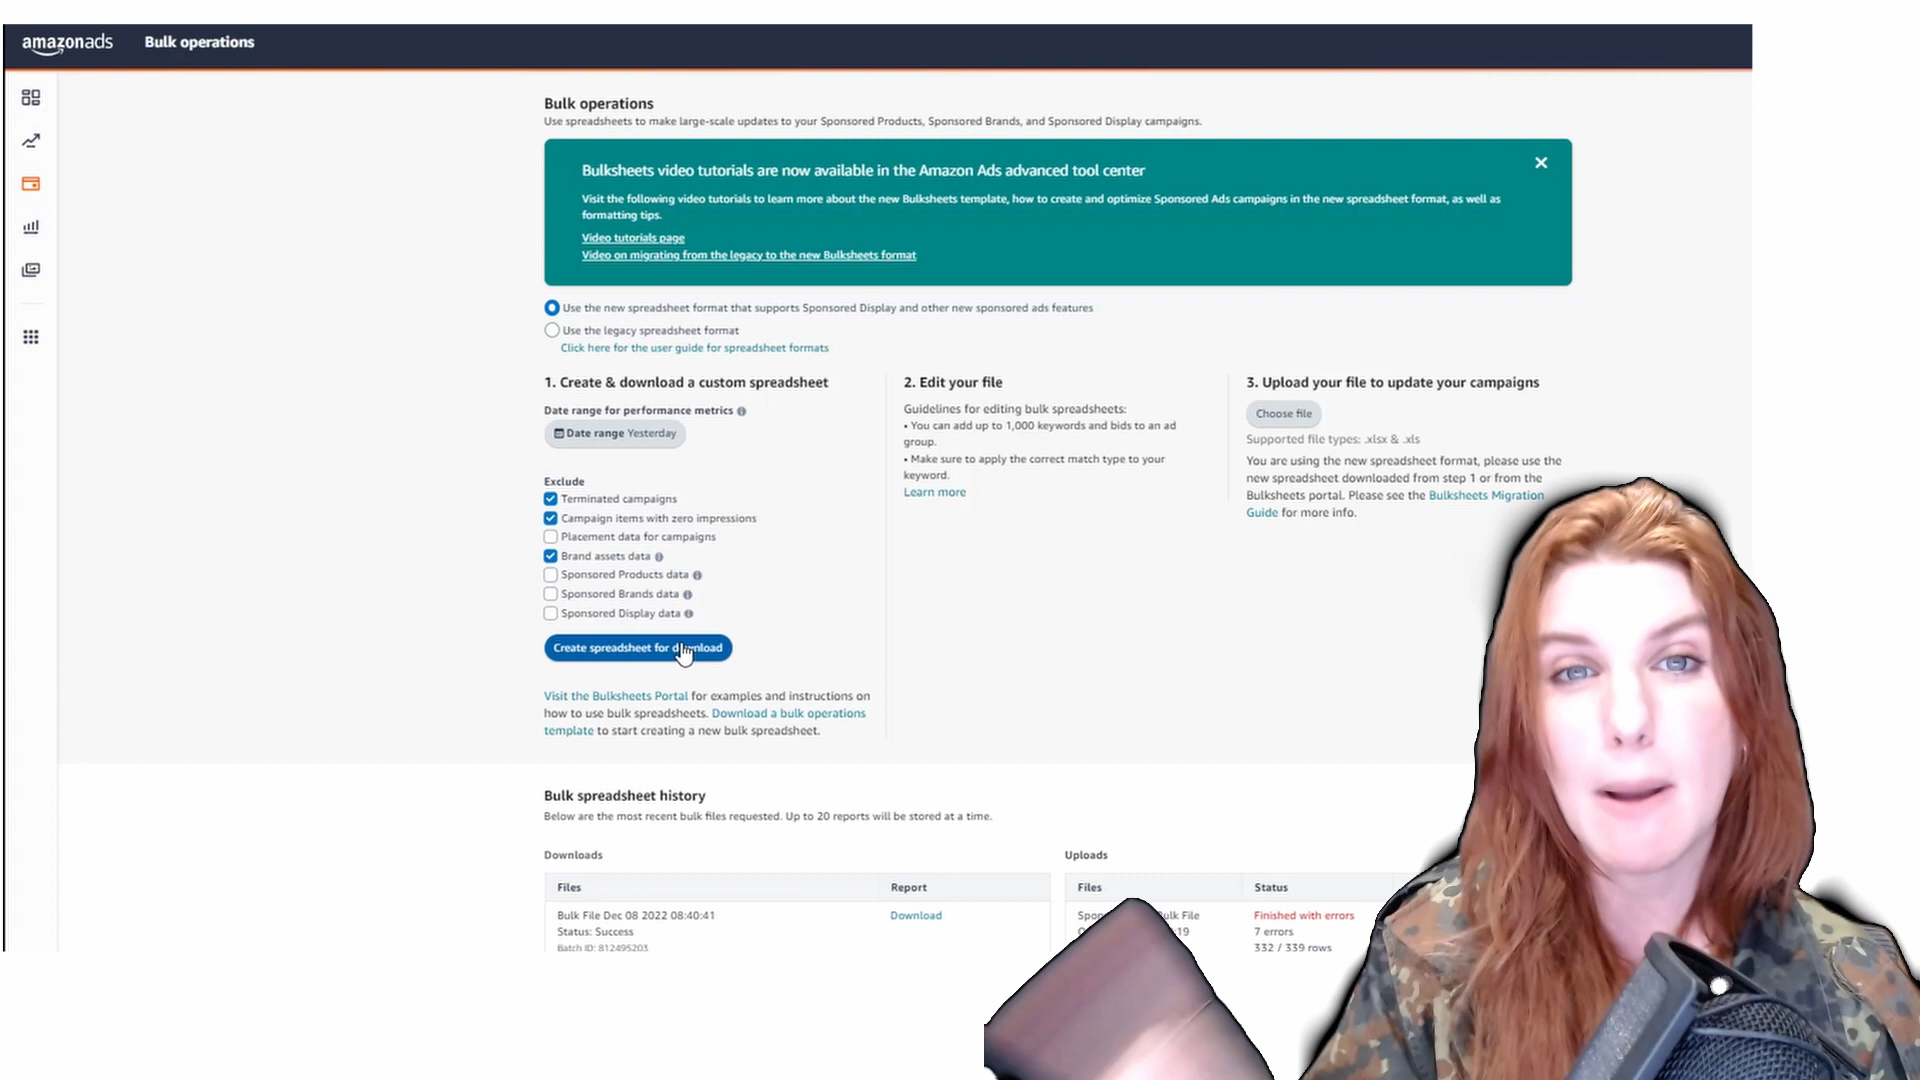 amazonads Bulk operations
Bulk operations
Use spreadsheets to make large-scale updates to your Sponsored Products, Sponsored Brands, and Sponsored Display campaigns.
Bulksheets video tutorials are now available in the Amazon Ads advanced tool center
Visit the following video tutorials to learn more about the new Bulksheets template, how to create and optimize Sponsored Ads campaigns in the new spreadsheet format, as well as
formatting tips.
Video tutorials page
Video on migrating from the legacy to the new Bulksheets format
Use the new spreadsheet format that supports Sponsored Display and other new sponsored ads features
Use the legacy spreadsheet format
Click here for the user guide for spreadsheet formats
1. Create & download a custom spreadsheet
Date range for performance metrics
Date range Yesterday
Exclude
Terminated campaigns
Campaign items with zero impressions
Placement data for campaigns
Brand assets data
Sponsored Products data
Sponsored Brands data
Sponsored Display data
Create spreadsheet for download
Visit the Bulksheets Portal for examples and instructions on
how to use bulk spreadsheets. Download a bulk operations
template to start creating a new bulk spreadsheet.
2. Edit your file
Guidelines for editing bulk spreadsheets:
• You can add up to 1,000 keywords and bids to an ad
group.
• Make sure to apply the correct match type to your
keyword.
Learn more
3. Upload your file to update your campaigns
Choose file
Supported file types: .xlsx & .xls
You are using the new spreadsheet format, please use the
new spreadsheet downloaded from step 1 or from the
Bulksheets portal. Please see the Bulksheets Migration
Guide for more info.
Bulk spreadsheet history
Below are the most recent bulk files requested. Up to 20 reports will be stored at a time.
Downloads
Files Report
Bulk File Dec 08 2022 08:40:41 Download
Status: Success
Batch ID: 812495203
Uploads
Files Status
File Finished with errors
:19 7 errors
332 / 339 rows